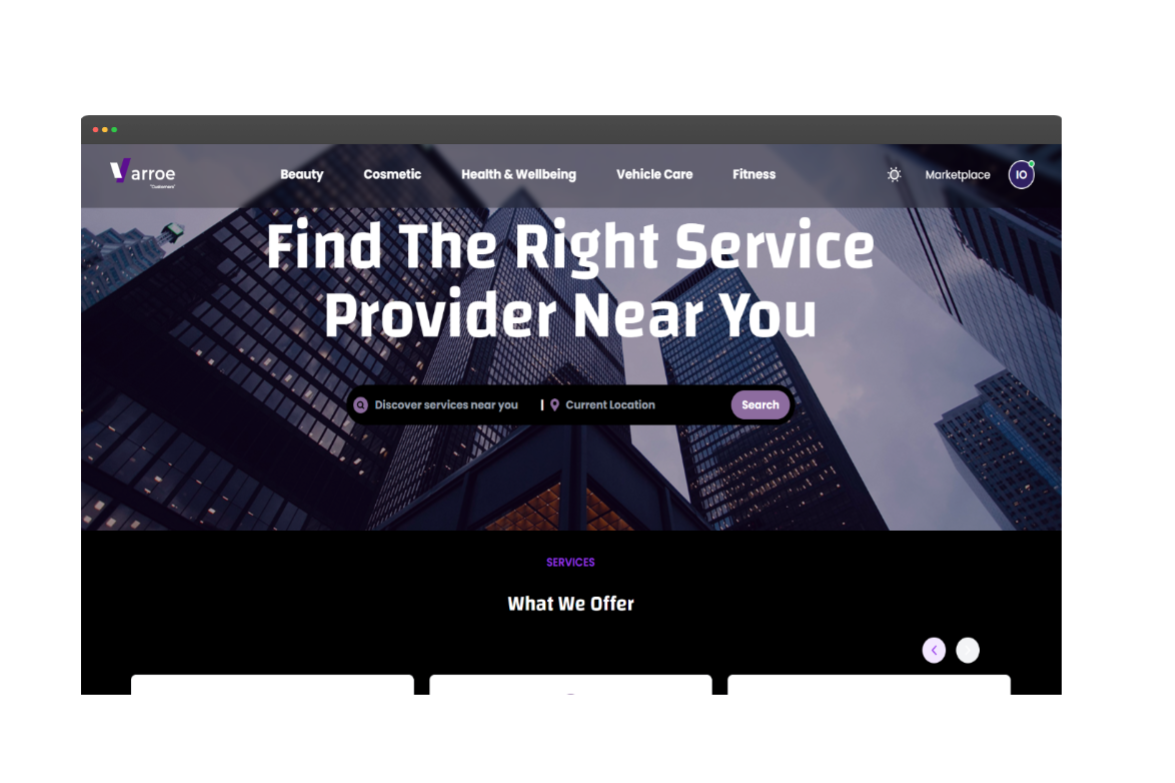 Varroe
"Customers"
Beauty Cosmetic Health & Wellbeing Vehicle Care Fitness Marketplace IO
Find The Right Service
Provider Near You
Discover services near you | Current Location Search
SERVICES
What We Offer